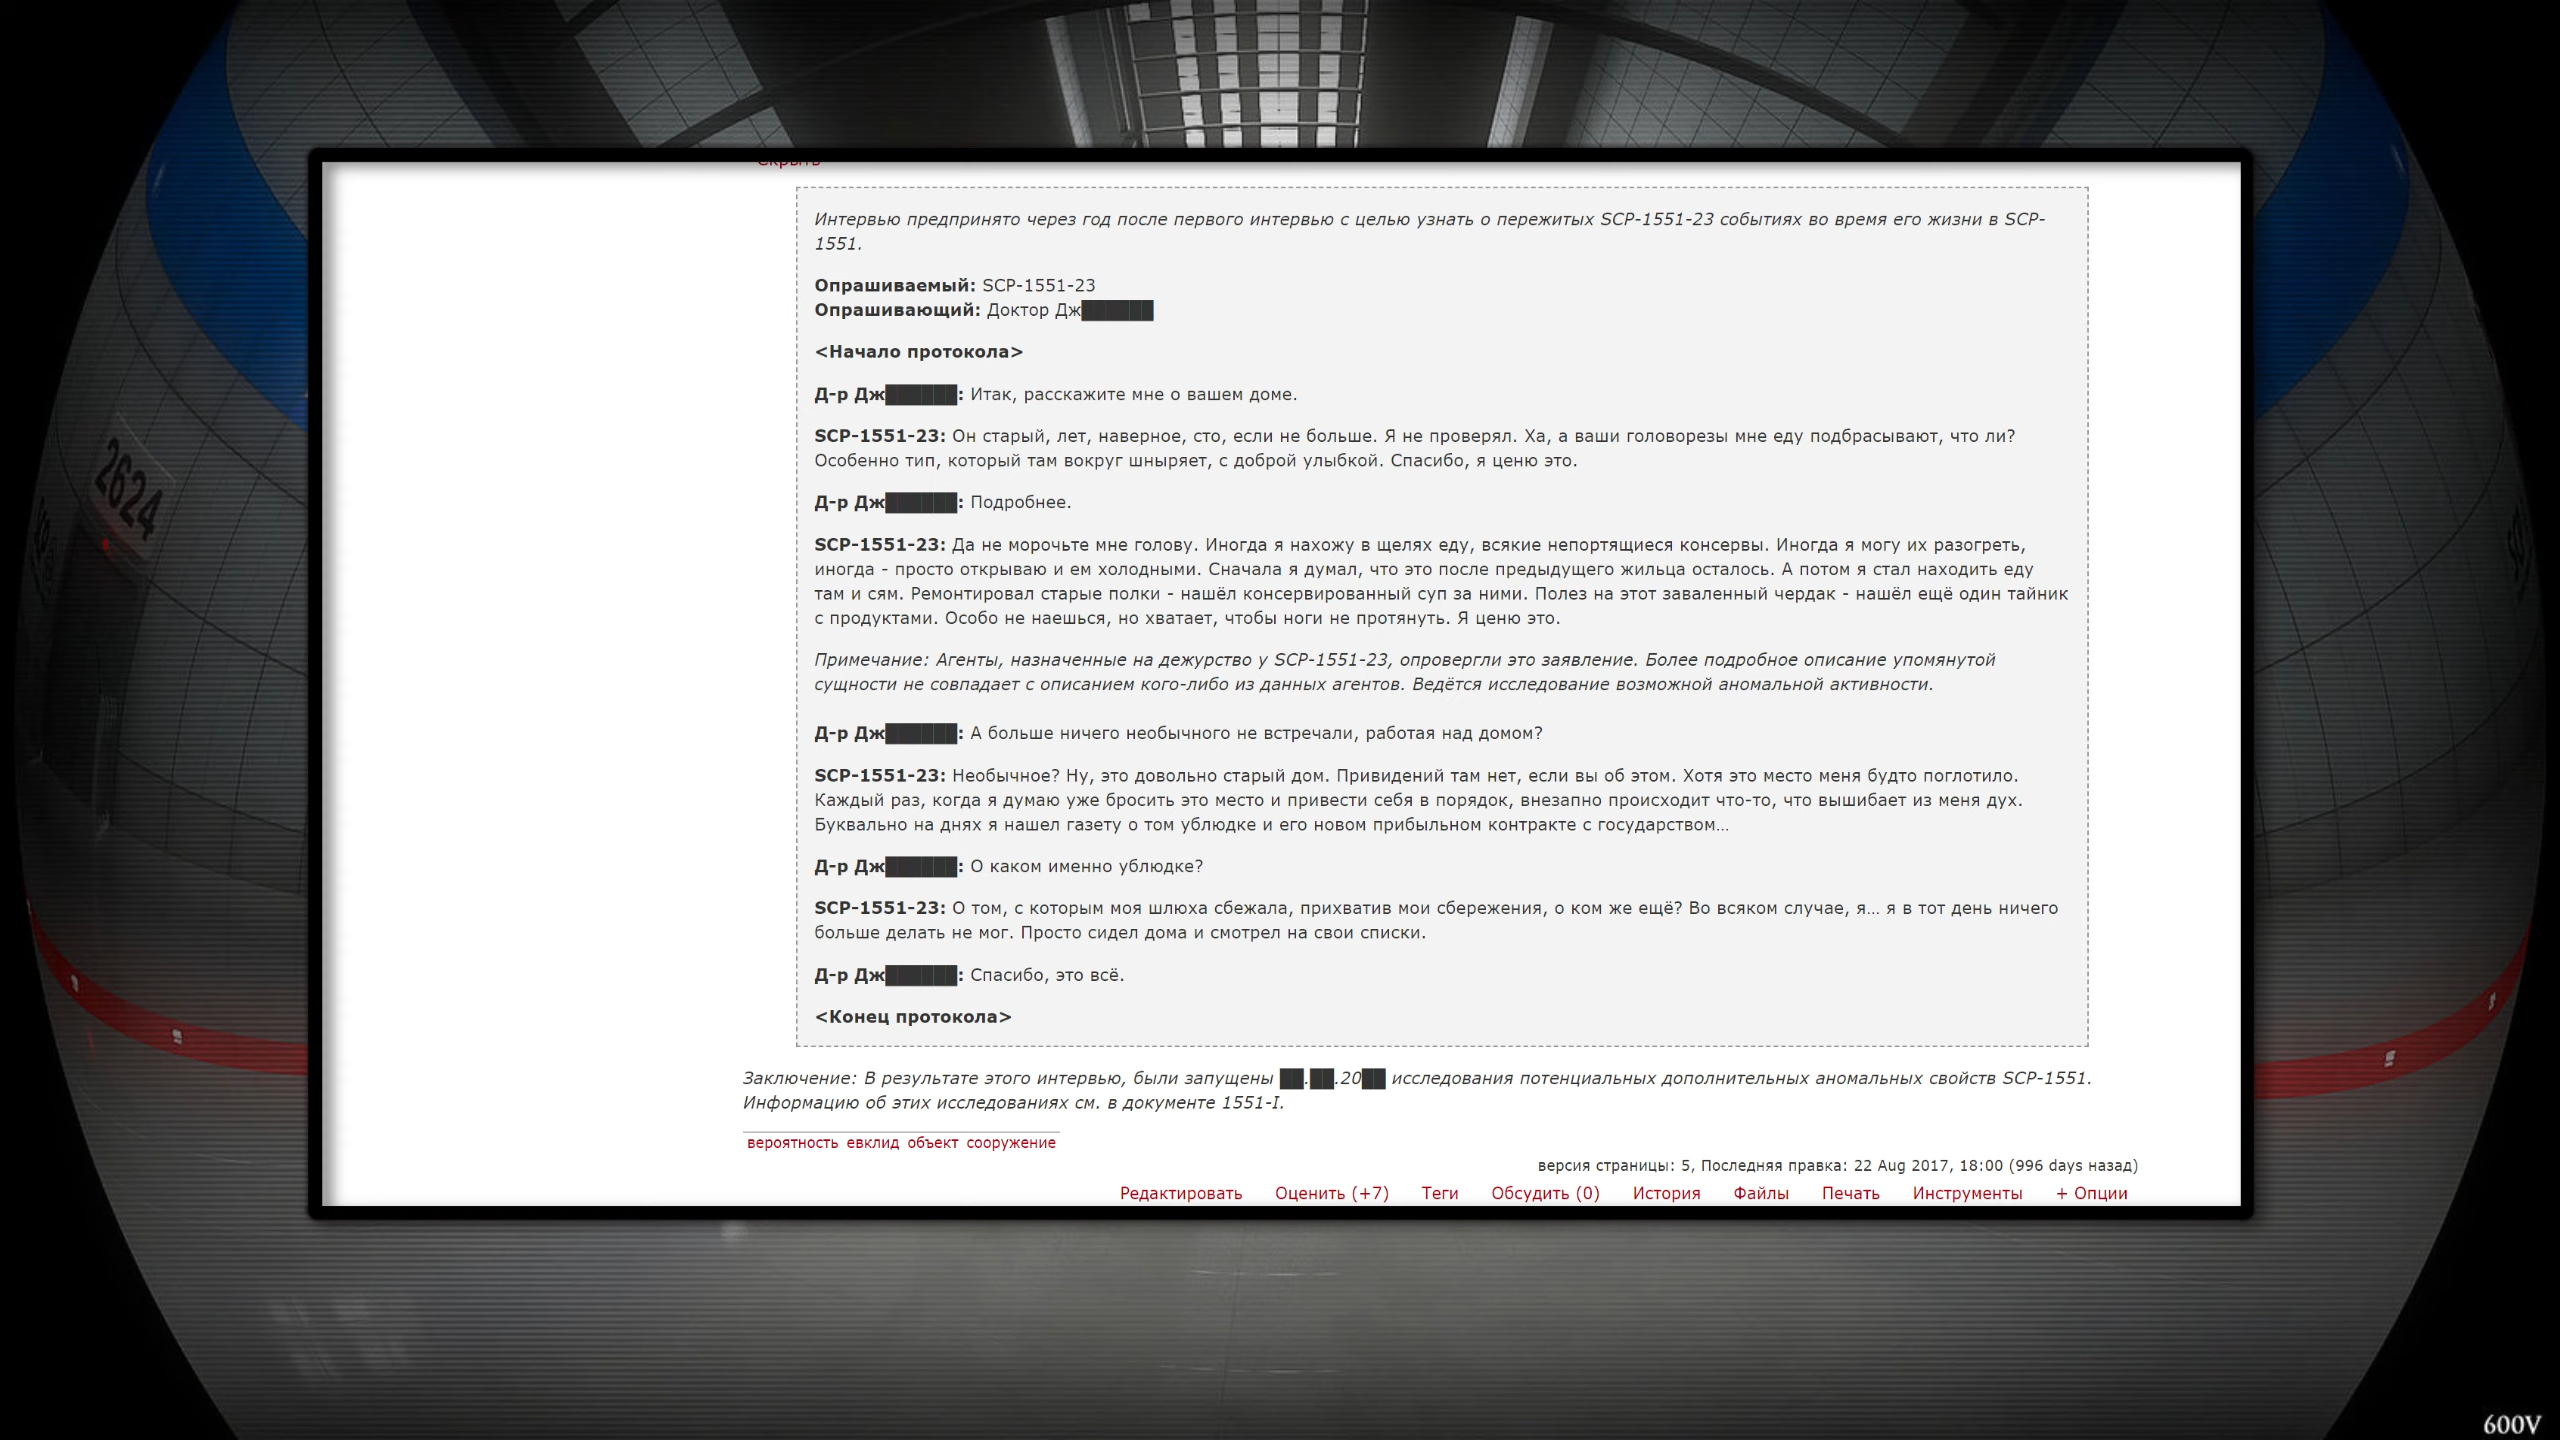 Скрыть
Интервью предпринято через год после первого интервью с целью узнать о пережитых SCP-1551-23 событиях во время его жизни в SCP-
1551.
Опрашиваемый: SCP-1551-23
Опрашивающий: Доктор Дж██████
<Начало протокола>
Д-р Дж██████: Итак, расскажите мне о вашем доме.
SCP-1551-23: Он старый, лет, наверное, сто, если не больше. Я не проверял. Ха, а ваши головорезы мне еду подбрасывают, что ли?
Особенно тип, который там вокруг шныряет, с доброй улыбкой. Спасибо, я ценю это.
Д-р Дж██████: Подробнее.
SCP-1551-23: Да не морочьте мне голову. Иногда я нахожу в щелях еду, всякие непортящиеся консервы. Иногда я могу их разогреть,
иногда - просто открываю и ем холодными. Сначала я думал, что это после предыдущего жильца осталось. А потом я стал находить еду
там и сям. Ремонтировал старые полки - нашёл консервированный суп за ними. Полез на этот заваленный чердак - нашёл ещё один тайник
с продуктами. Особо не наешься, но хватает, чтобы ноги не протянуть. Я ценю это.
Примечание: Агенты, назначенные на дежурство у SCP-1551-23, опровергли это заявление. Более подробное описание упомянутой
сущности не совпадает с описанием кого-либо из данных агентов. Ведётся исследование возможной аномальной активности.
Д-р Дж██████: А больше ничего необычного не встречали, работая над домом?
SCP-1551-23: Необычное? Ну, это довольно старый дом. Привидений там нет, если вы об этом. Хотя это место меня будто поглотило.
Каждый раз, когда я думаю уже бросить это место и привести себя в порядок, внезапно происходит что-то, что вышибает из меня дух.
Буквально на днях я нашел газету о том ублюдке и его новом прибыльном контракте с государством…
Д-р Дж██████: О каком именно ублюдке?
SCP-1551-23: О том, с которым моя шлюха сбежала, прихватив мои сбережения, о ком же ещё? Во всяком случае, я… я в тот день ничего
больше делать не мог. Просто сидел дома и смотрел на свои списки.
Д-р Дж██████: Спасибо, это всё.
<Конец протокола>
Заключение: В результате этого интервью, были запущены ██.██.20██ исследования потенциальных дополнительных аномальных свойств SCP-1551.
Информацию об этих исследованиях см. в документе 1551-I.
вероятность евклид объект сооружение
версия страницы: 5, Последняя правка: 22 Aug 2017, 18:00 (996 days назад)
Редактировать Оценить (+7) Теги Обсудить (0) История Файлы Печать Инструменты + Опции
2624
600V